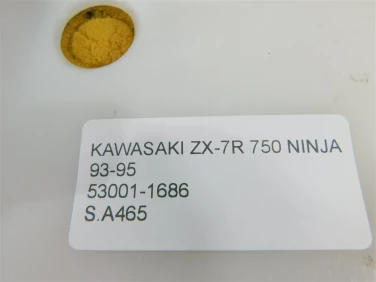 KAWASAKI ZX-7R 750 NINJA
93-95
53001-1686
S.A465